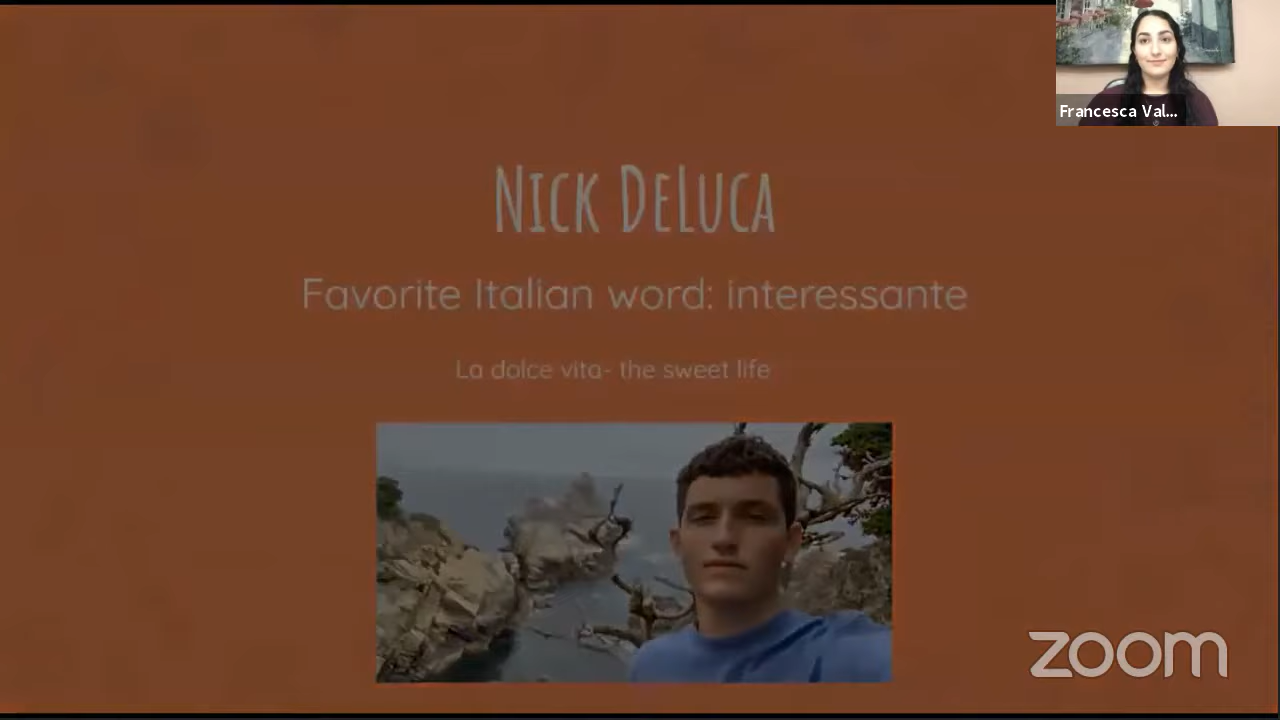 Francesca Val...
Nick DeLuca
Favorite Italian word: interessante
La dolce vita- the sweet life
zoom